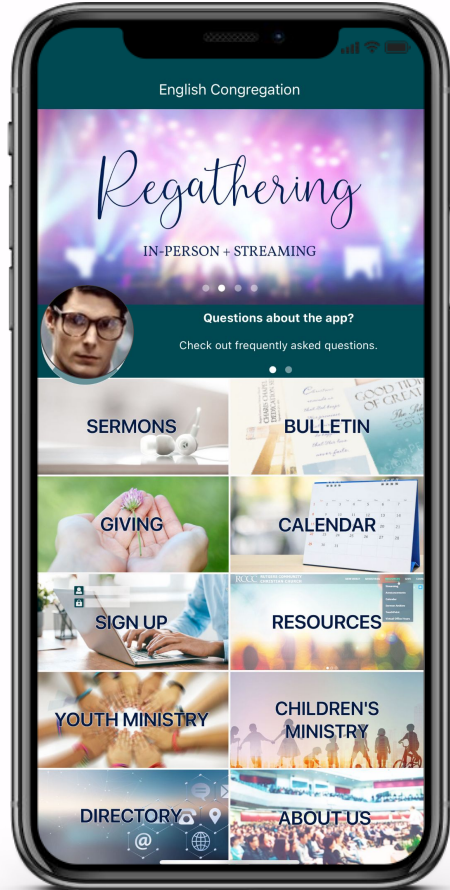 English Congregation
Regathering
IN-PERSON + STREAMING
Questions about the app?
Check out frequently asked questions.
SERMONS
BULLETIN
GIVING
CALENDAR
SIGN UP
RESOURCES
YOUTH MINISTRY
CHILDREN'S
MINISTRY
DIRECTORY
@
ABOUT US